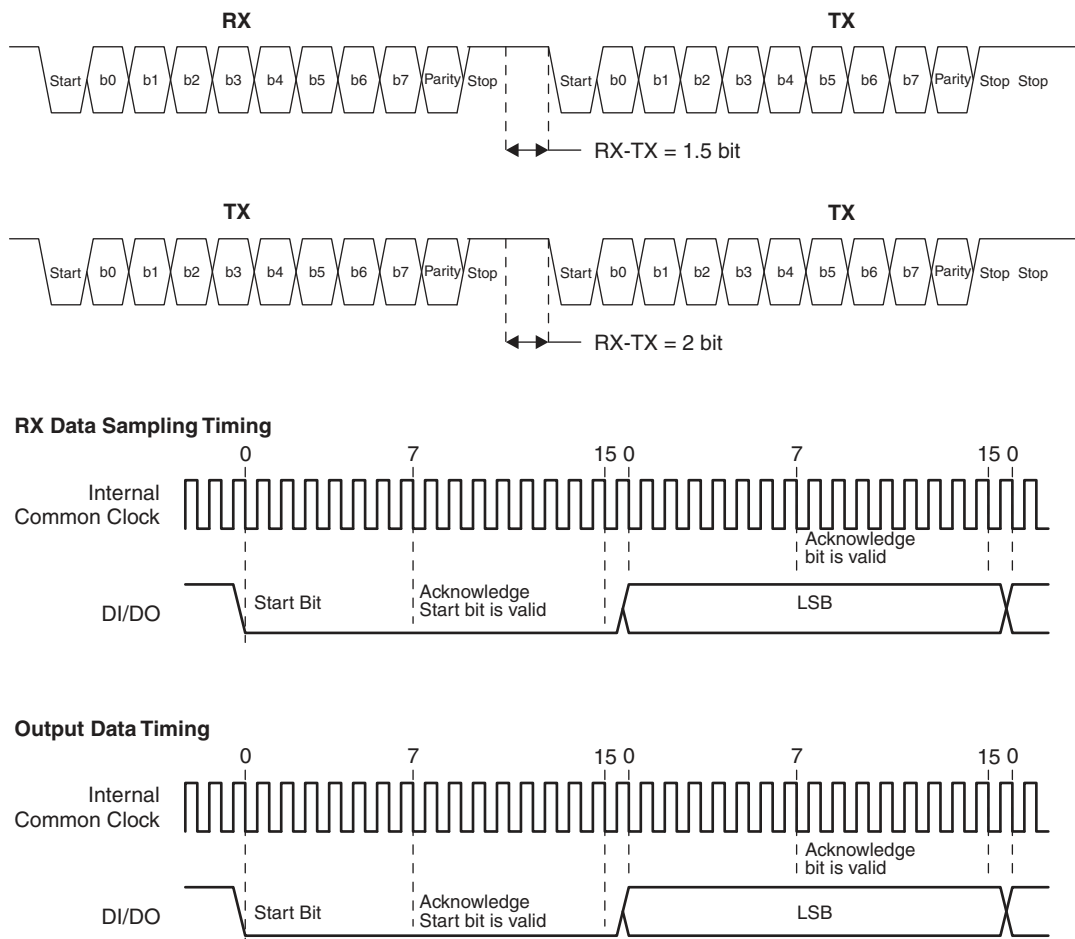 RX TX
Start b0 b1 b2 b3 b4 b5 b6 b7 Parity Stop Start b0 b1 b2 b3 b4 b5 b6 b7 Parity Stop Stop
RX-TX = 1.5 bit
TX TX
Start b0 b1 b2 b3 b4 b5 b6 b7 Parity Stop Start b0 b1 b2 b3 b4 b5 b6 b7 Parity Stop Stop
RX-TX = 2 bit
RX Data Sampling Timing
0 7 15 0 7 15 0
Internal
Common Clock
Acknowledge
bit is valid
DI/DO
Start Bit
Acknowledge
Start bit is valid
LSB
Output Data Timing
0 7 15 0 7 15 0
Internal
Common Clock
Acknowledge
bit is valid
DI/DO
Start Bit
Acknowledge
Start bit is valid
LSB